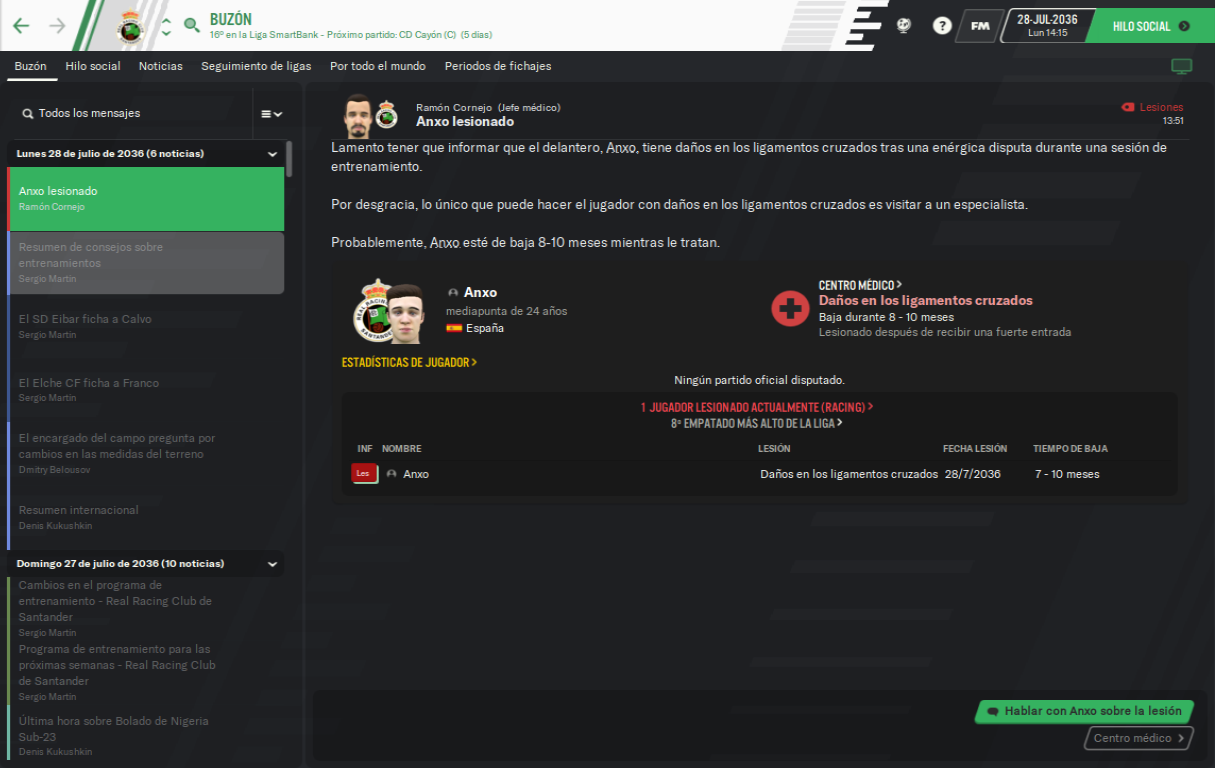 BUZÓN
16º en la Liga SmartBank - Próximo partido: CD Cayón (C) (5 días)
?
FM
28-JUL-2036
Lun 14:15
HILO SOCIAL
Buzón
Hilo social
Noticias
Seguimiento de ligas
Por todo el mundo
Periodos de fichajes
Todos los mensajes
Lunes 28 de julio de 2036 (6 noticias)
Anxo lesionado
Ramón Cornejo
Resumen de consejos sobre
entrenamientos
Sergio Martín
El SD Eibar ficha a Calvo
Sergio Martín
El Elche CF ficha a Franco
Sergio Martín
El encargado del campo pregunta por
cambios en las medidas del terreno
Dmitry Belousov
Resumen internacional
Denis Kukushkin
Domingo 27 de julio de 2036 (10 noticias)
Cambios en el programa de
entrenamiento - Real Racing Club de
Santander
Sergio Martín
Programa de entrenamiento para las
próximas semanas - Real Racing Club
de Santander
Sergio Martín
Última hora sobre Bolado de Nigeria
Sub-23
Denis Kukushkin
Ramón Cornejo (Jefe médico)
Anxo lesionado
Lesiones
13:51
Lamento tener que informar que el delantero, Anxo, tiene daños en los ligamentos cruzados tras una enérgica disputa durante una sesión de
entrenamiento.
Por desgracia, lo único que puede hacer el jugador con daños en los ligamentos cruzados es visitar a un especialista.
Probablemente, Anxo esté de baja 8-10 meses mientras le tratan.
REAL RACING
SANTANDER
Anxo
mediapunta de 24 años
España
CENTRO MÉDICO
Daños en los ligamentos cruzados
Baja durante 8 - 10 meses
Lesionado después de recibir una fuerte entrada
ESTADÍSTICAS DE JUGADOR
Ningún partido oficial disputado.
1 JUGADOR LESIONADO ACTUALMENTE (RACING)
8º EMPATADO MÁS ALTO DE LA LIGA
INF NOMBRE LESIÓN FECHA LESIÓN TIEMPO DE BAJA
Les Anxo Daños en los ligamentos cruzados 28/7/2036 7 - 10 meses
Hablar con Anxo sobre la lesión
Centro médico